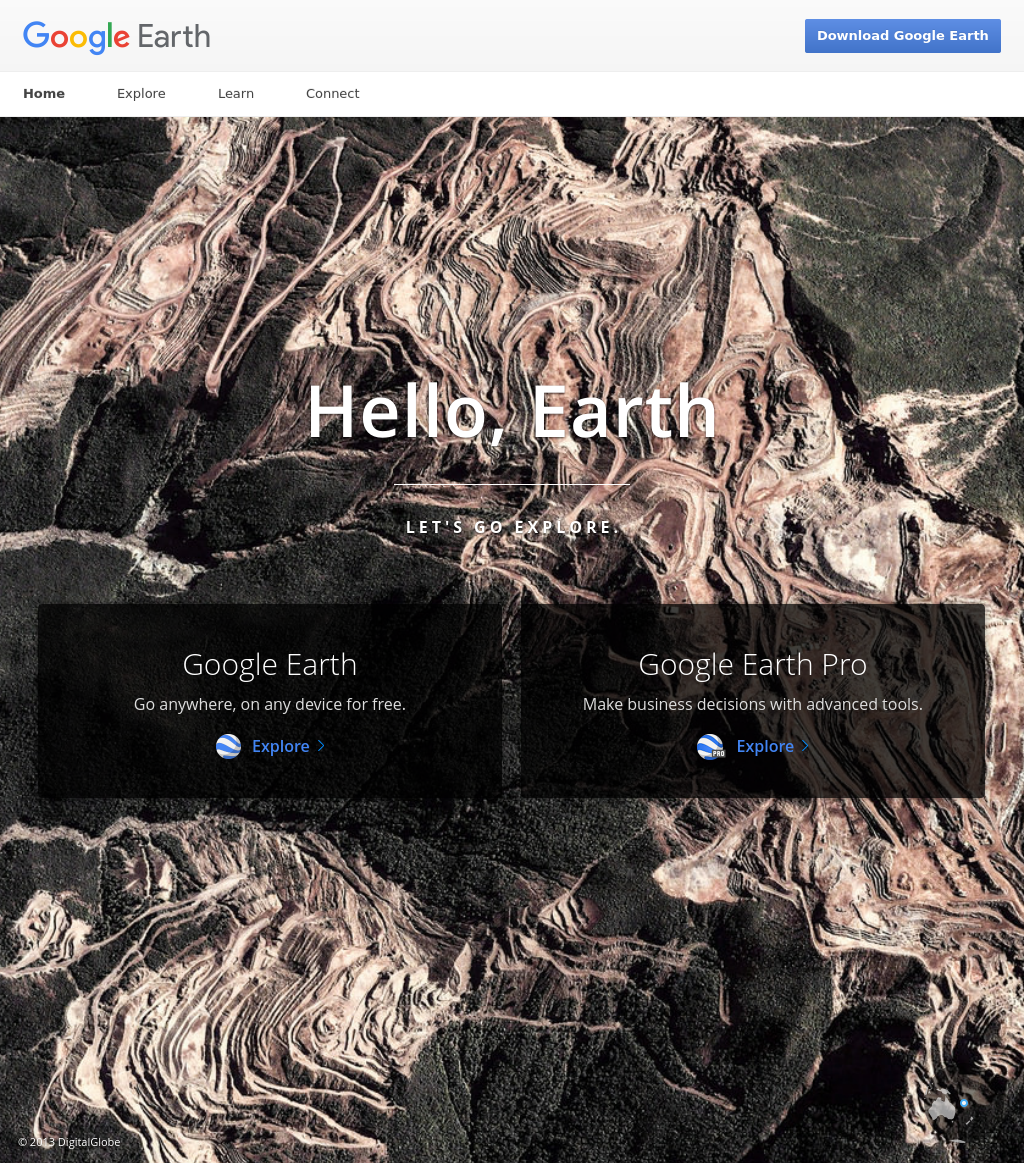 Google Earth
Download Google Earth
Home Explore Learn Connect
Hello, Earth
LET'S GO EXPLORE.
Google Earth
Go anywhere, on any device for free.
Explore
Google Earth Pro
Make business decisions with advanced tools.
PRO
Explore
© 2013 DigitalGlobe